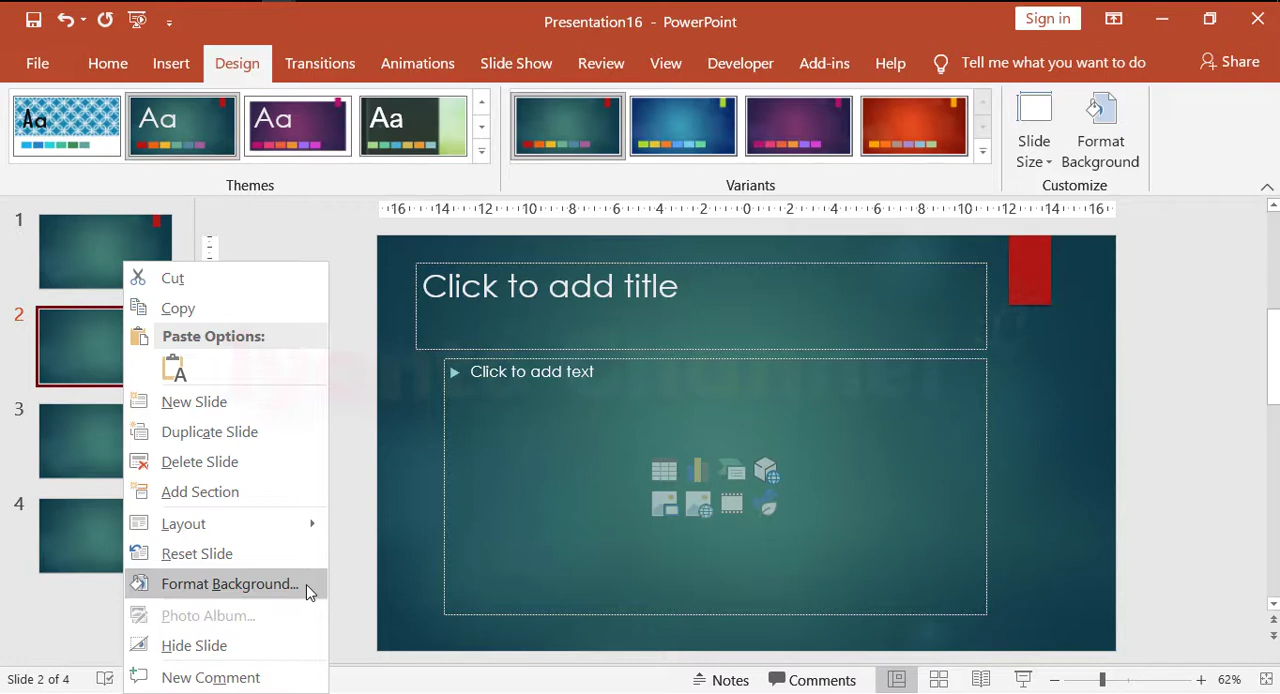 Presentation16 - PowerPoint
Sign in
File Home Insert Design Transitions Animations Slide Show Review View Developer Add-ins Help Tell me what you want to do Share
Aa Aa Aa Aa
Slide Size
Format Background
Themes
Variants
Customize
16 14 12 10 8 6 4 2 0 2 4 6 8 10 12 14 16
1
2
3
4
Cut
Copy
Paste Options:
A
New Slide
Duplicate Slide
Delete Slide
Add Section
Layout
Reset Slide
Format Background...
Photo Album...
Hide Slide
New Comment
Click to add title
Click to add text
Slide 2 of 4
Notes
Comments
62%